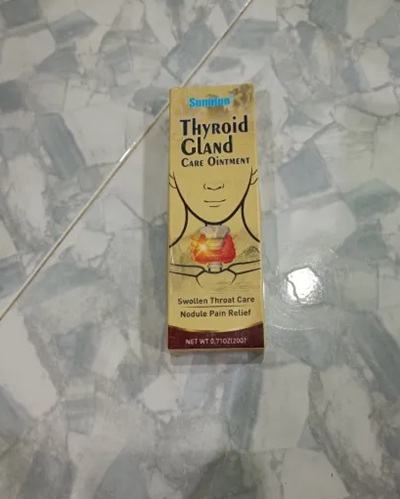 Sumifun
Thyroid
Gland
Care Ointment
Swollen Throat Care
Nodule Pain Relief
NET WT 0.71OZ(20G)